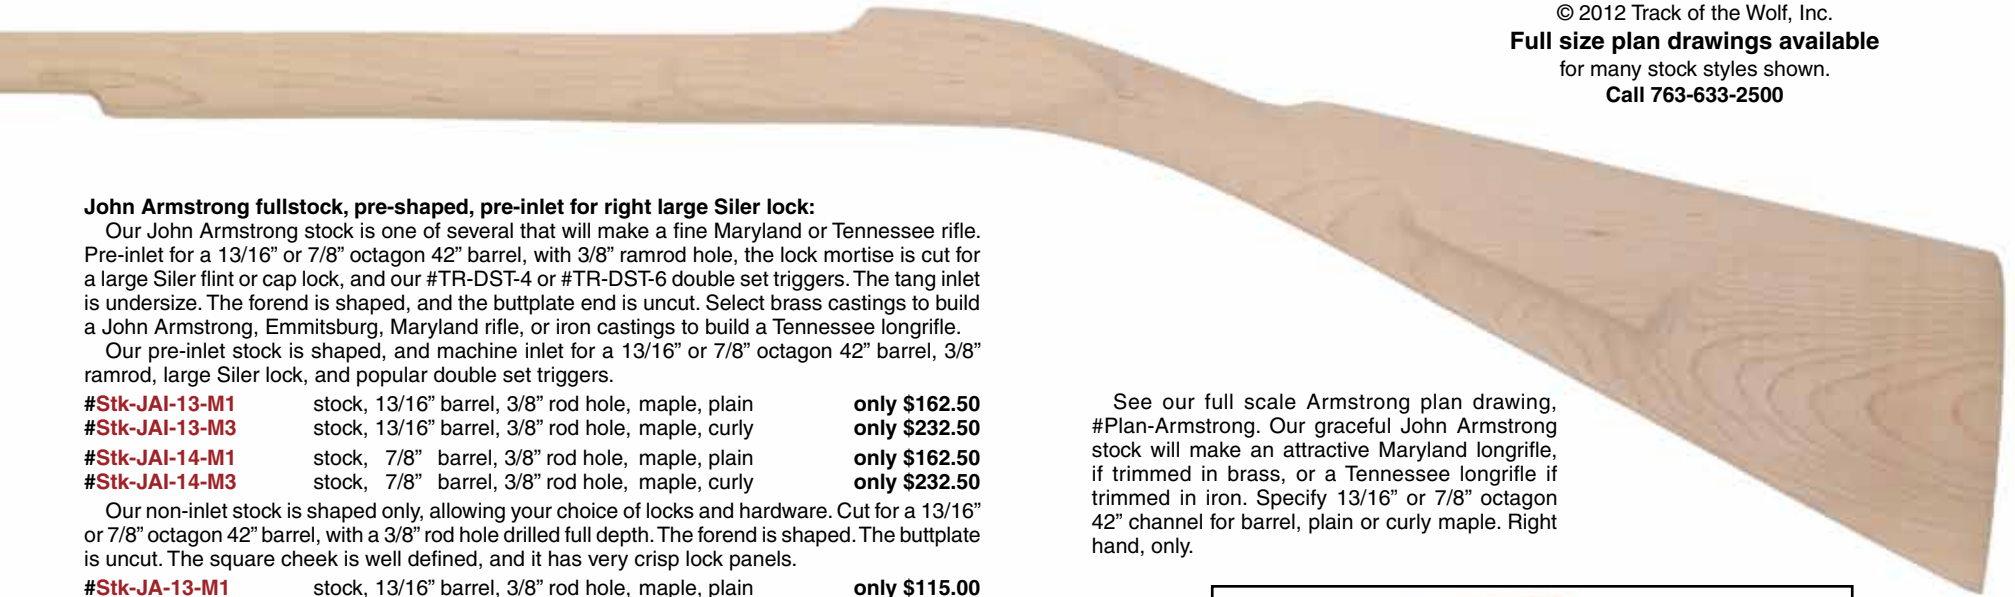 © 2012 Track of the Wolf, Inc.
Full size plan drawings available
for many stock styles shown.
Call 763-633-2500
John Armstrong fullstock, pre-shaped, pre-inlet for right large Siler lock:
Our John Armstrong stock is one of several that will make a fine Maryland or Tennessee rifle.
Pre-inlet for a 13/16” or 7/8” octagon 42” barrel, with 3/8” ramrod hole, the lock mortise is cut for
a large Siler flint or cap lock, and our #TR-DST-4 or #TR-DST-6 double set triggers. The tang inlet
is undersize. The forend is shaped, and the buttplate end is uncut. Select brass castings to build
a John Armstrong, Emmitsburg, Maryland rifle, or iron castings to build a Tennessee longrifle.
Our pre-inlet stock is shaped, and machine inlet for a 13/16” or 7/8” octagon 42” barrel, 3/8”
ramrod, large Siler lock, and popular double set triggers.
#Stk-JAI-13-M1 stock, 13/16” barrel, 3/8” rod hole, maple, plain only $162.50
#Stk-JAI-13-M3 stock, 13/16” barrel, 3/8” rod hole, maple, curly only $232.50
#Stk-JAI-14-M1 stock, 7/8” barrel, 3/8” rod hole, maple, plain only $162.50
#Stk-JAI-14-M3 stock, 7/8” barrel, 3/8” rod hole, maple, curly only $232.50
Our non-inlet stock is shaped only, allowing your choice of locks and hardware. Cut for a 13/16”
or 7/8” octagon 42” barrel, with a 3/8” rod hole drilled full depth. The forend is shaped. The buttplate
is uncut. The square cheek is well defined, and it has very crisp lock panels.
#Stk-JA-13-M1 stock, 13/16” barrel, 3/8” rod hole, maple, plain only $115.00
See our full scale Armstrong plan drawing,
#Plan-Armstrong. Our graceful John Armstrong
stock will make an attractive Maryland longrifle,
if trimmed in brass, or a Tennessee longrifle if
trimmed in iron. Specify 13/16” or 7/8” octagon
42” channel for barrel, plain or curly maple. Right
hand, only.